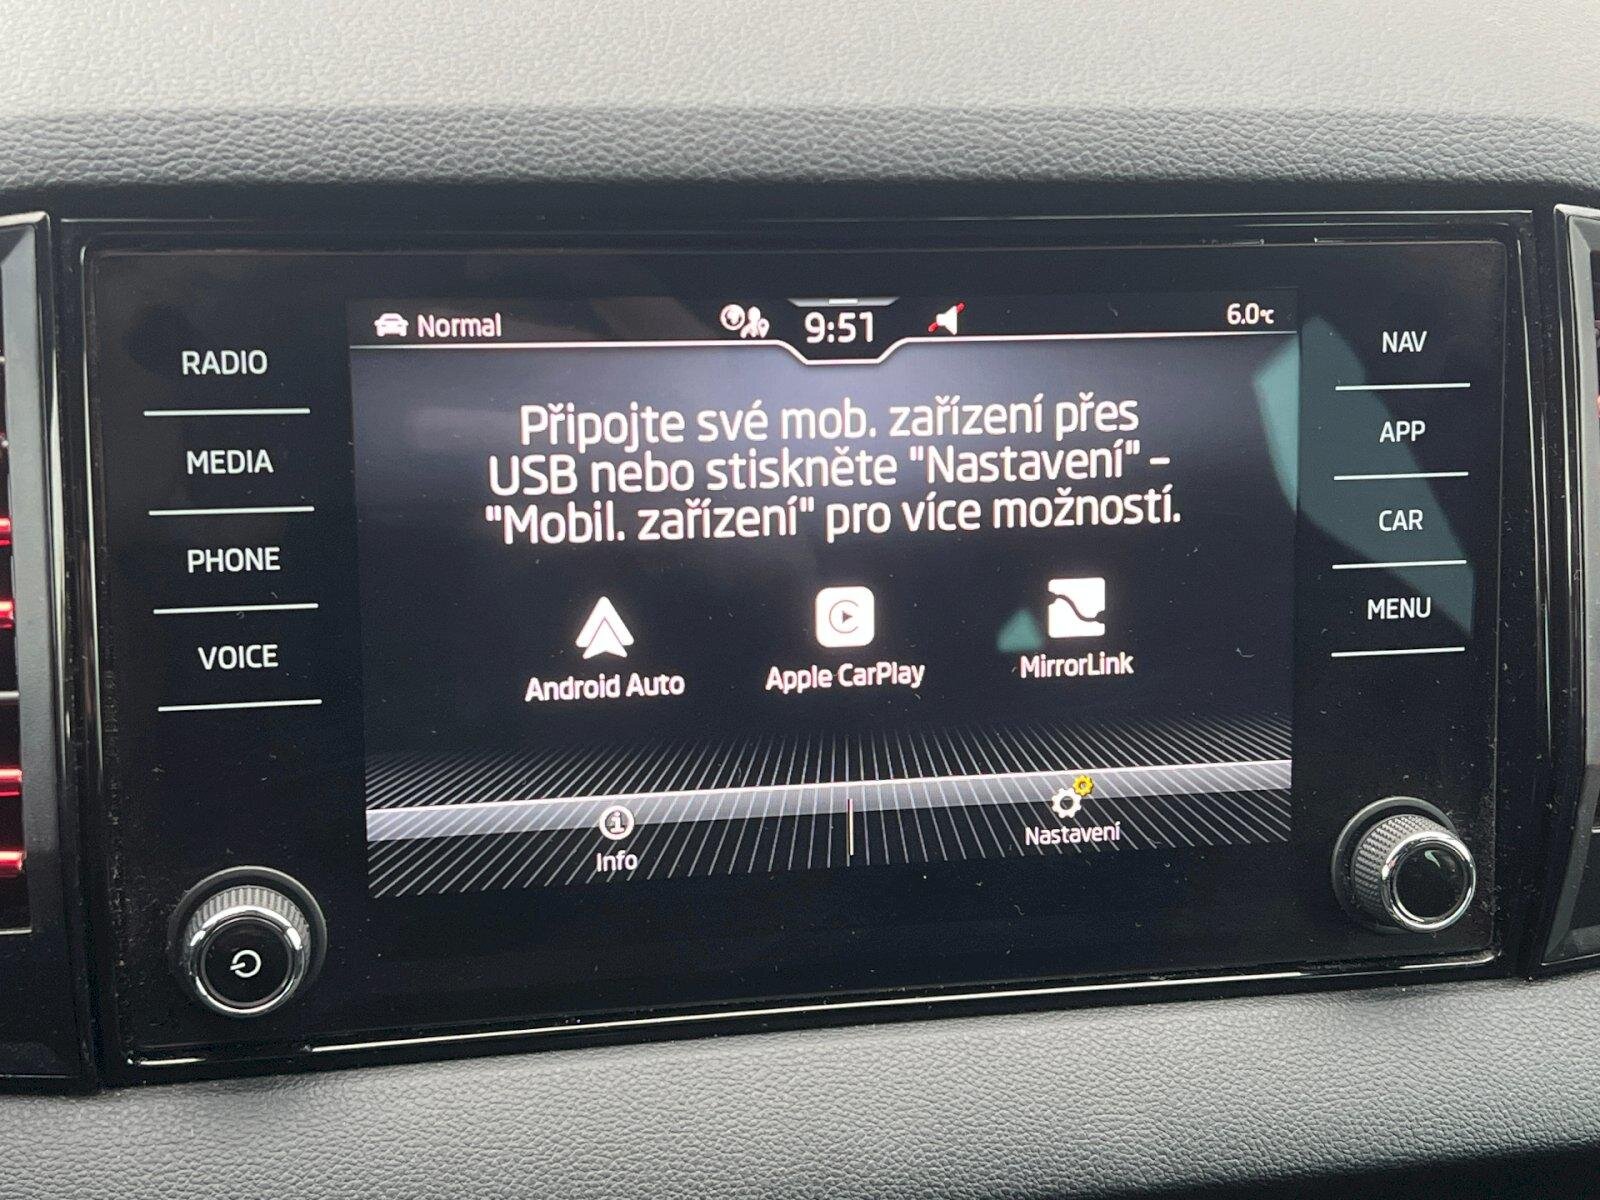 Normal
9:51
6.0°C
RADIO
MEDIA
PHONE
VOICE
Připojte své mob. zařízení přes
USB nebo stiskněte "Nastavení" –
"Mobil. zařízení" pro více možností.
Android Auto
Apple CarPlay
MirrorLink
Info
Nastavení
NAV
APP
CAR
MENU